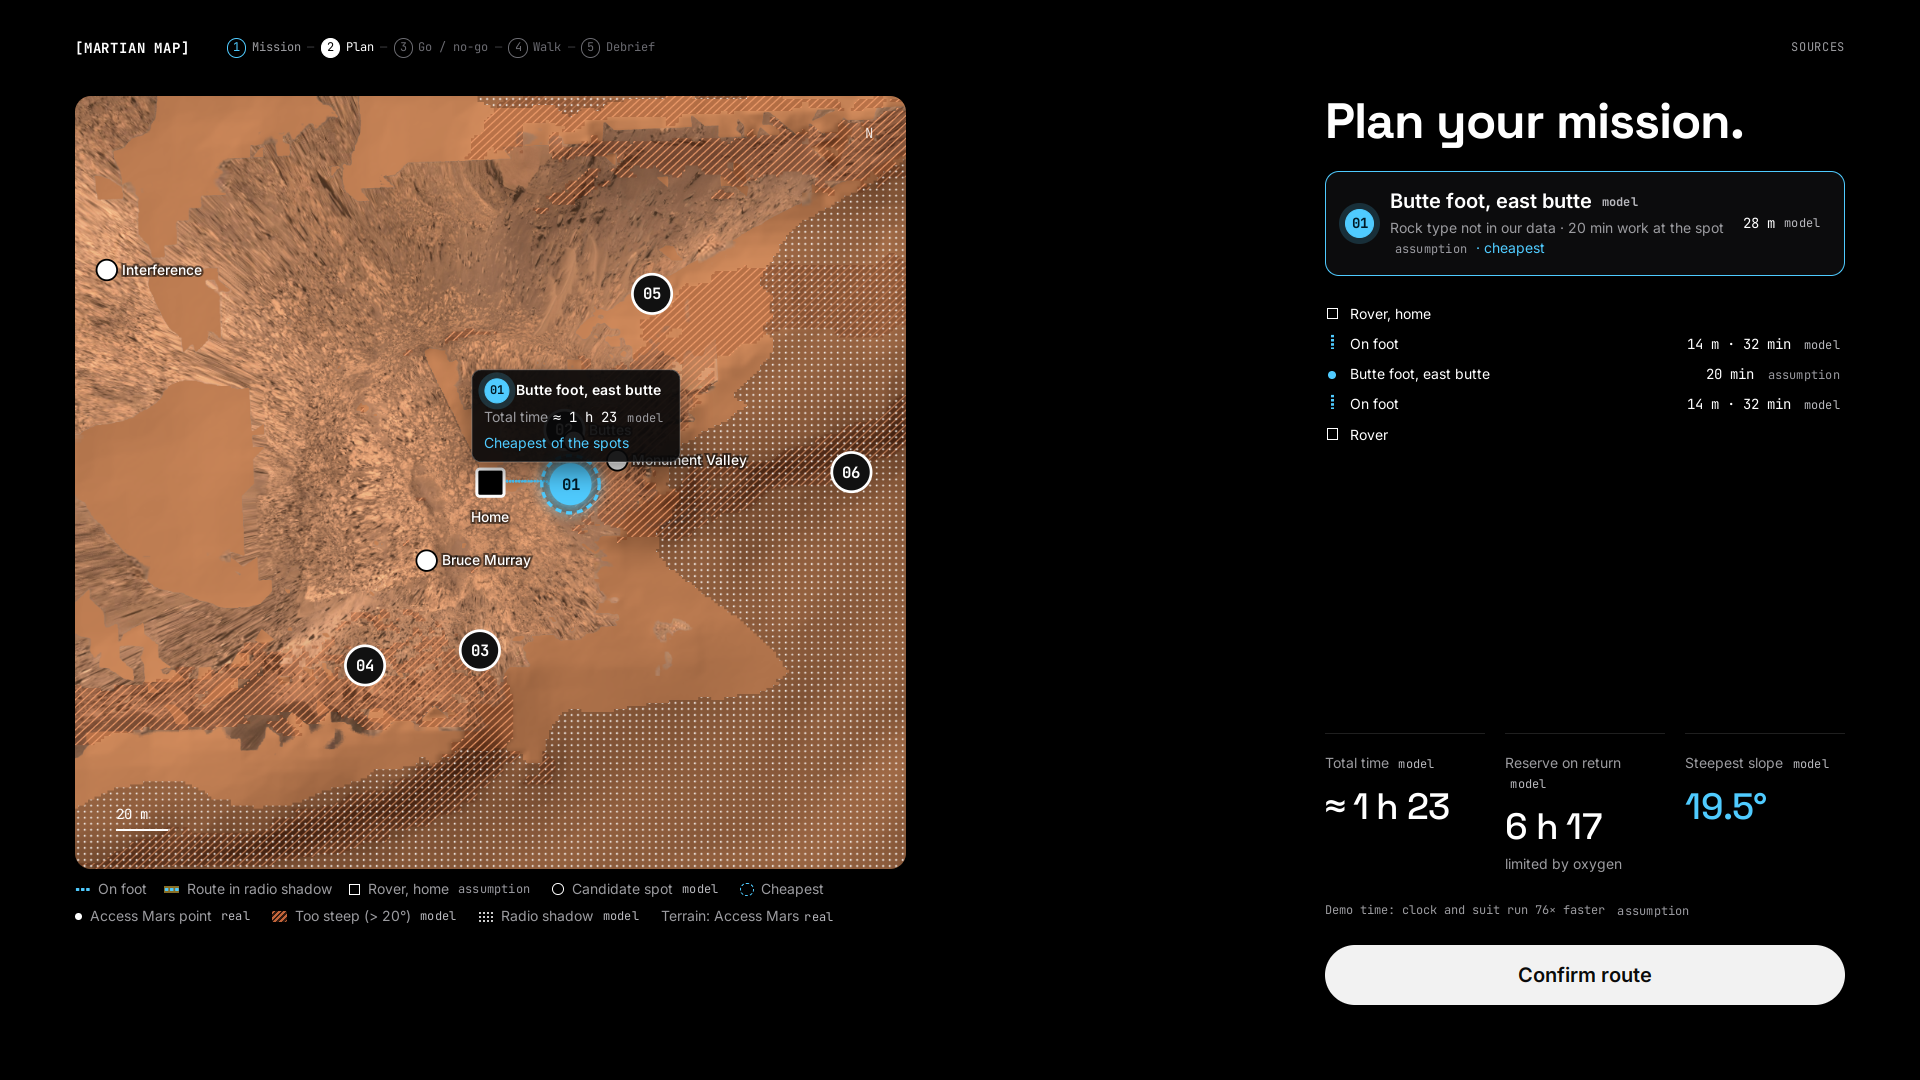 [MARTIAN MAP] 1 Mission — 2 Plan — 3 Go / no-go — 4 Walk — 5 Debrief SOURCES
N
Interference
05
01 Butte foot, east butte
Total time ≈ 1 h 23 model
Cheapest of the spots
Monument Valley
06
01
Home
Bruce Murray
03
04
20 m
On foot Route in radio shadow Rover, home assumption Candidate spot model Cheapest
Access Mars point real Too steep (> 20°) model Radio shadow model Terrain: Access Mars real
Plan your mission.
01 Butte foot, east butte model
Rock type not in our data · 20 min work at the spot
assumption · cheapest
28 m model
Rover, home
On foot 14 m · 32 min model
Butte foot, east butte 20 min assumption
On foot 14 m · 32 min model
Rover
Total time model
≈ 1 h 23
Reserve on return
model
6 h 17
limited by oxygen
Steepest slope model
19.5°
Demo time: clock and suit run 76× faster assumption
Confirm route